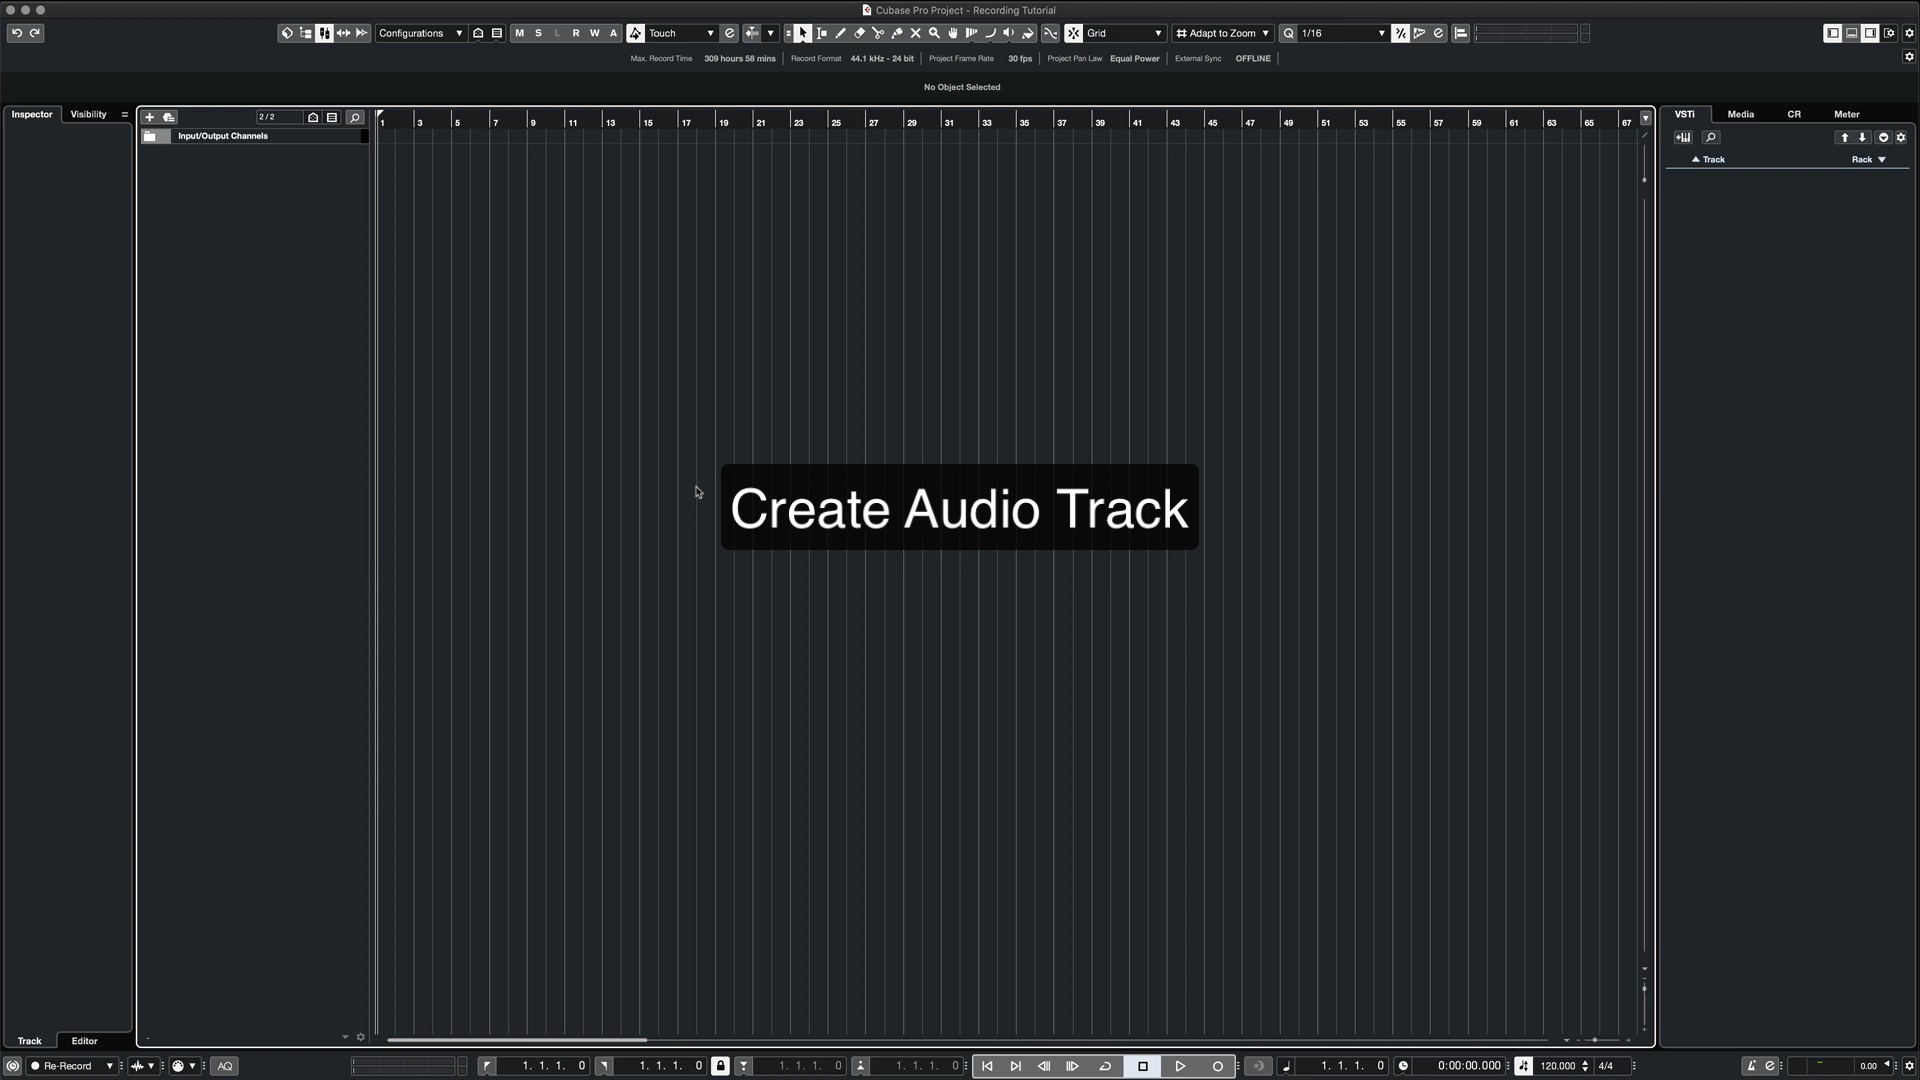 Cubase Pro Project - Recording Tutorial
Configurations
M S L R W A
Touch
Grid
Adapt to Zoom
Q 1/16
Max. Record Time 309 hours 58 mins Record Format 44.1 kHz - 24 bit Project Frame Rate 30 fps Project Pan Law Equal Power External Sync OFFLINE
No Object Selected
Inspector Visibility
2 / 2
1 3 5 7 9 11 13 15 17 19 21 23 25 27 29 31 33 35 37 39 41 43 45 47 49 51 53 55 57 59 61 63 65 67
VSTi Media CR Meter
Input/Output Channels
Track Rack
Create Audio Track
Track Editor
Re-Record
AQ
1. 1. 1. 0
1. 1. 1. 0
1. 1. 1. 0
1. 1. 1. 0
1. 1. 1. 0
0:00:00.000
120.000
4/4
0.00